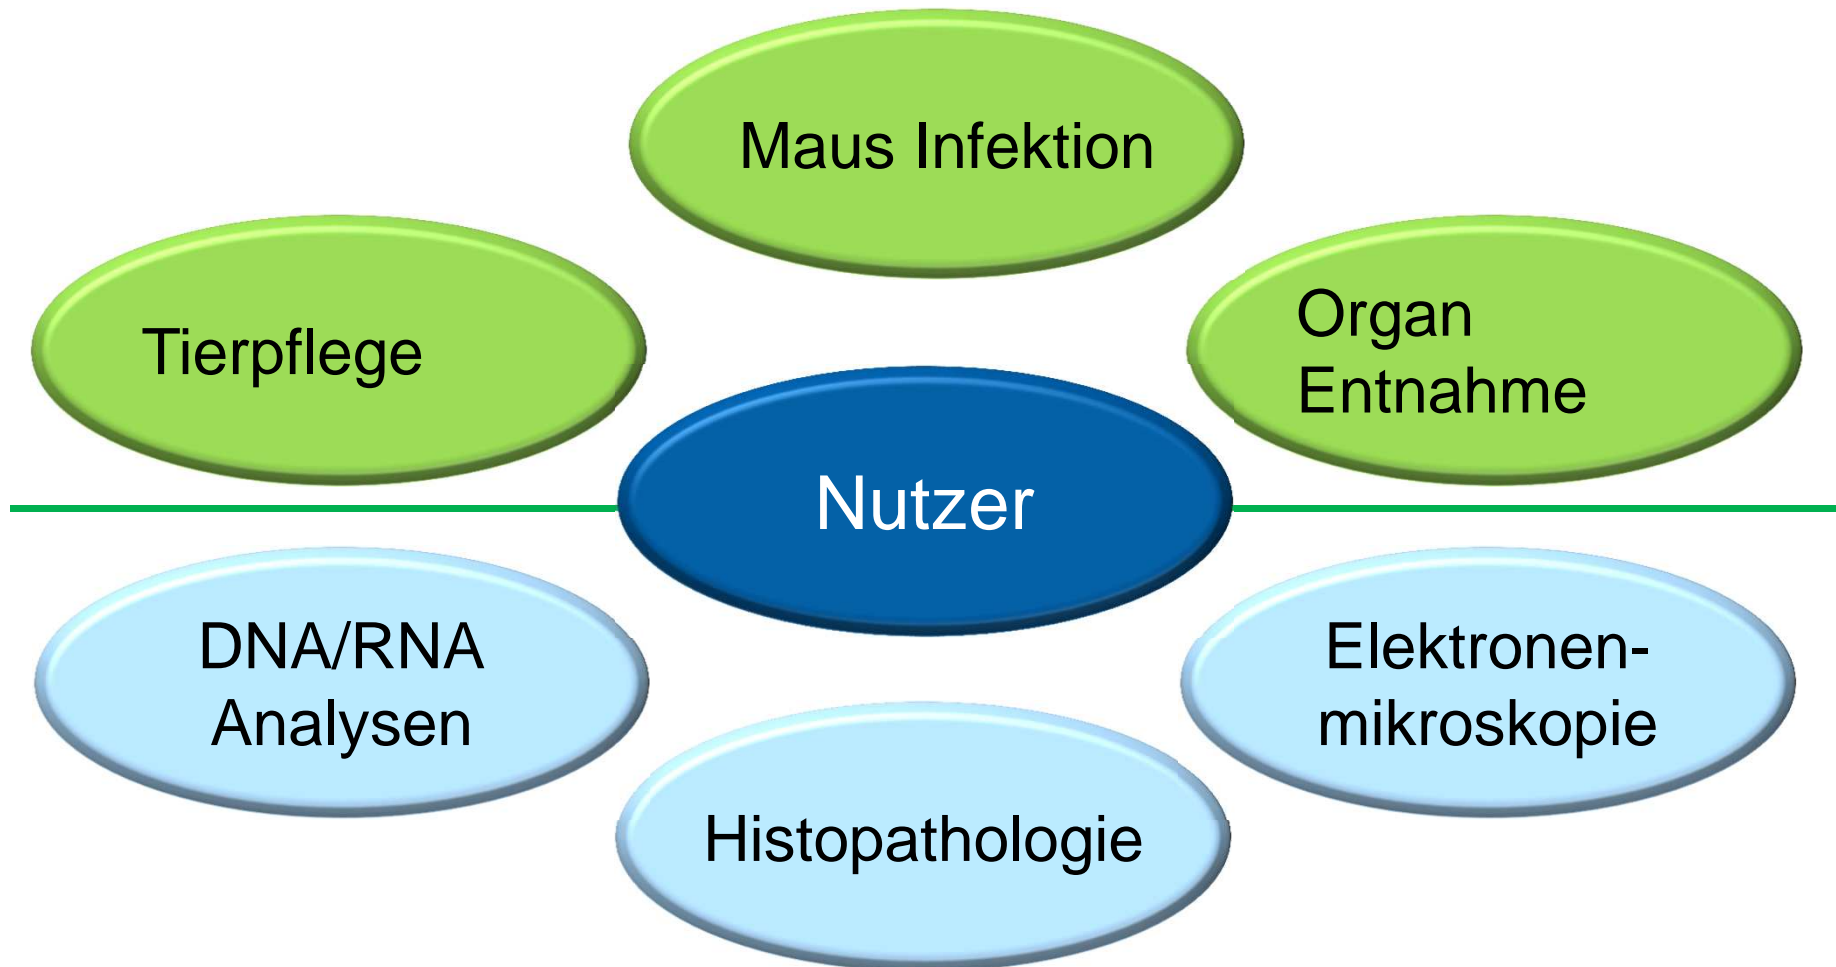 Maus Infektion
Tierpflege
Organ
Entnahme
Nutzer
DNA/RNA
Analysen
Elektronen-
mikroskopie
Histopathologie